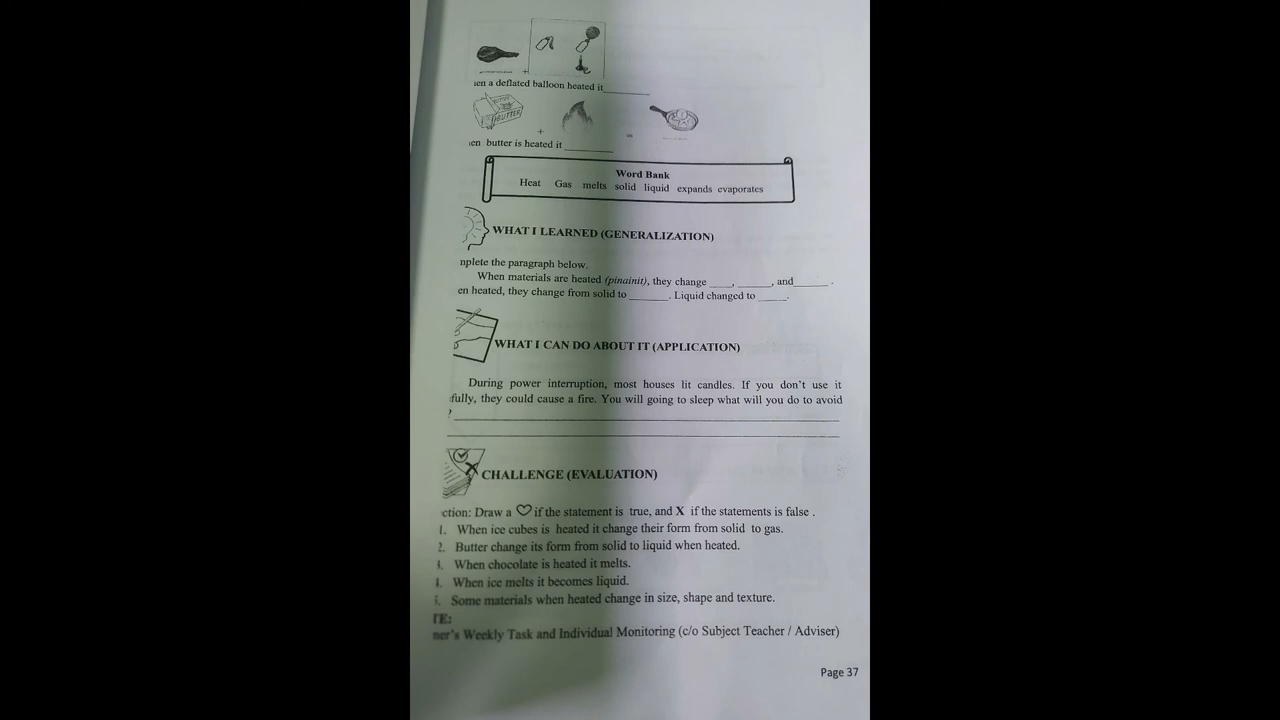 en a deflated balloon heated it________
BUTTER
+
=
en butter is heated it ________
Word Bank
Heat Gas melts solid liquid expands evaporates
WHAT I LEARNED (GENERALIZATION)
nplete the paragraph below.
When materials are heated (pinainit), they change ____, ______, and______ .
en heated, they change from solid to _______. Liquid changed to _____.
WHAT I CAN DO ABOUT IT (APPLICATION)
During power interruption, most houses lit candles. If you don't use it
fully, they could cause a fire. You will going to sleep what will you do to avoid
?
CHALLENGE (EVALUATION)
ction: Draw a ♡ if the statement is true, and X if the statements is false .
1. When ice cubes is heated it change their form from solid to gas.
2. Butter change its form from solid to liquid when heated.
3. When chocolate is heated it melts.
4. When ice melts it becomes liquid.
5. Some materials when heated change in size, shape and texture.
TE:
ner's Weekly Task and Individual Monitoring (c/o Subject Teacher / Adviser)
Page 37